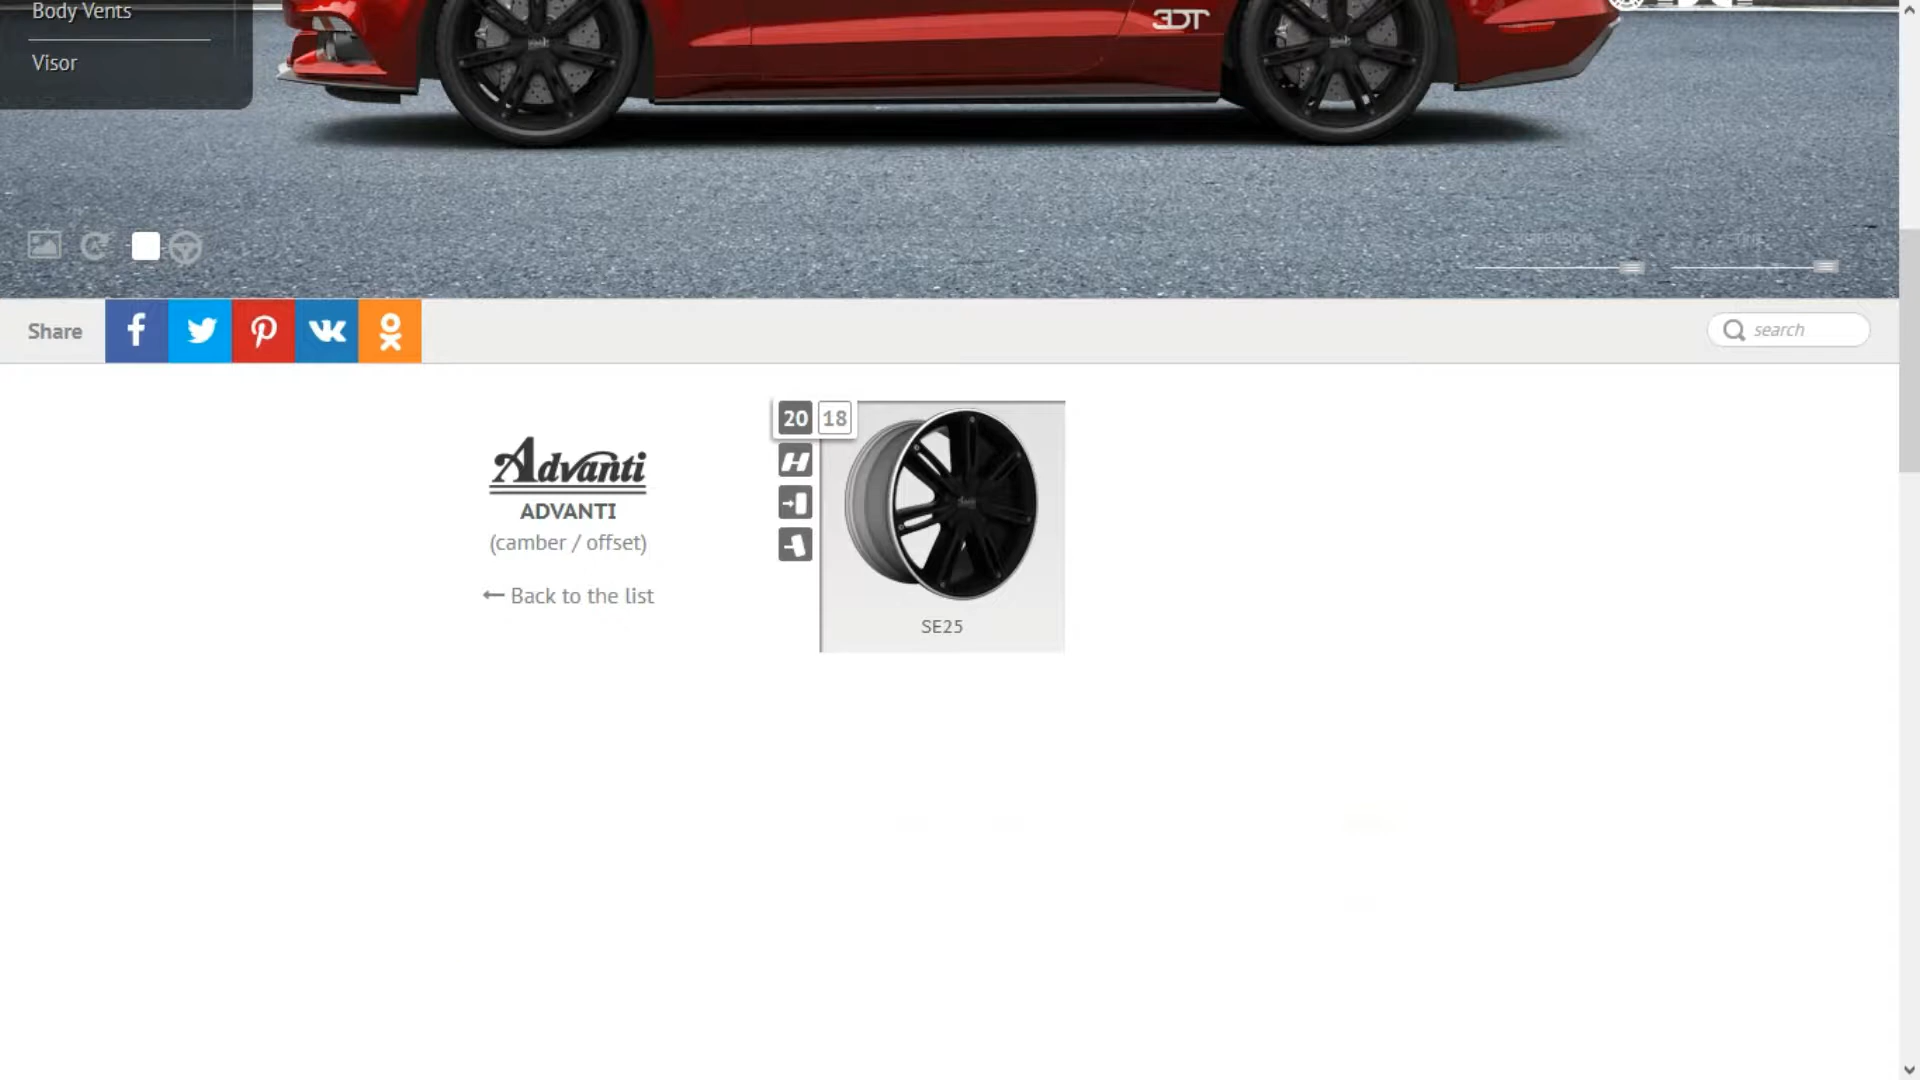 Body Vents
Visor
3DT
Share
search
20 18
Advanti
ADVANTI
(camber / offset)
Back to the list
SE25